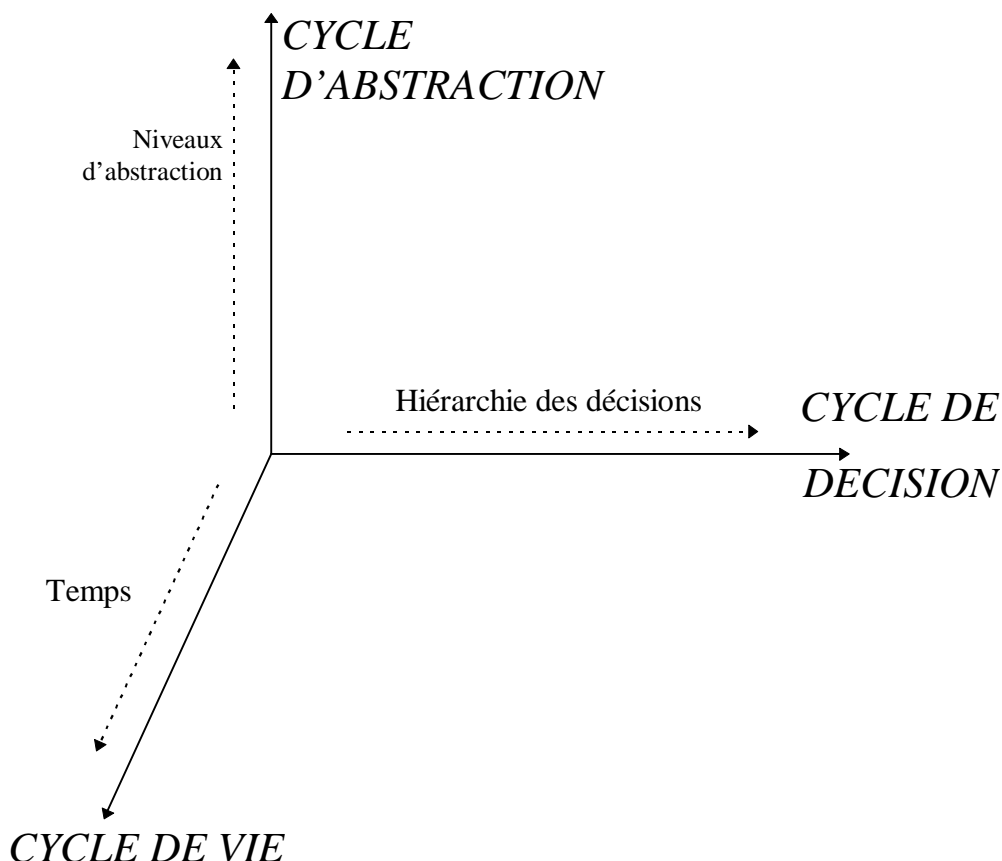 CYCLE
D'ABSTRACTION
Niveaux
d'abstraction
Hiérarchie des décisions
CYCLE DE
DECISION
Temps
CYCLE DE VIE